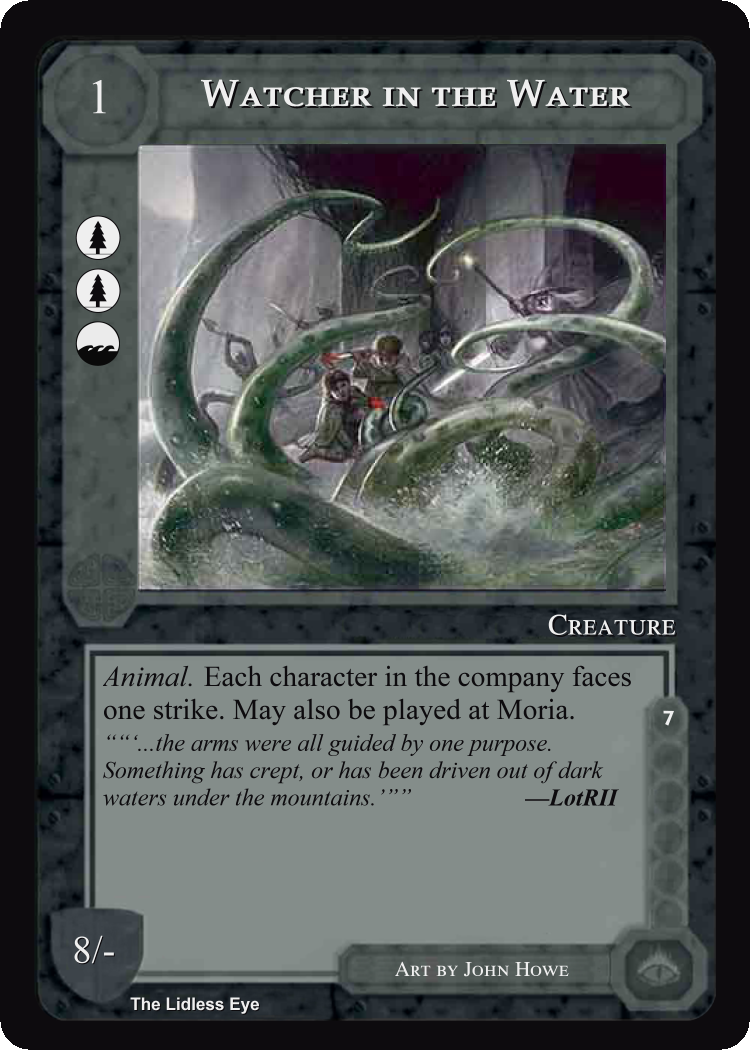 1
WATCHER IN THE WATER
CREATURE
Animal. Each character in the company faces
one strike. May also be played at Moria.
““‘...the arms were all guided by one purpose.
Something has crept, or has been driven out of dark
waters under the mountains.’”” —LotRII
7
8/-
ART BY JOHN HOWE
The Lidless Eye